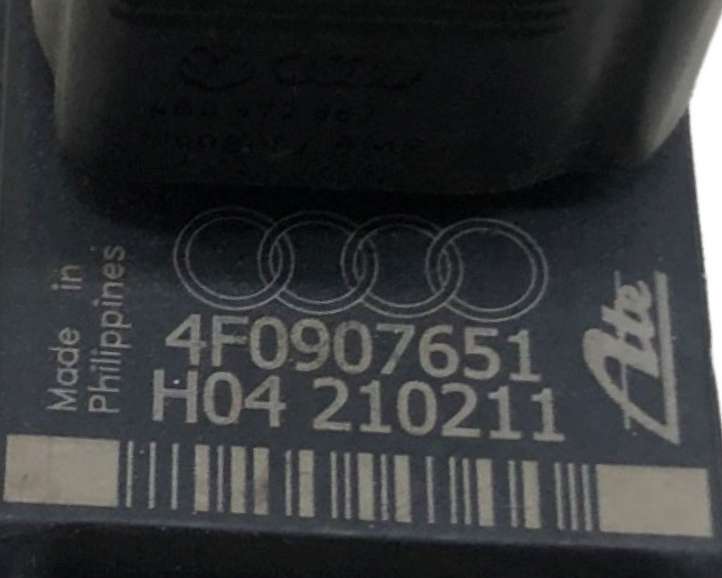 Made in
Philippines
4F0907651
H04 210211
Ate